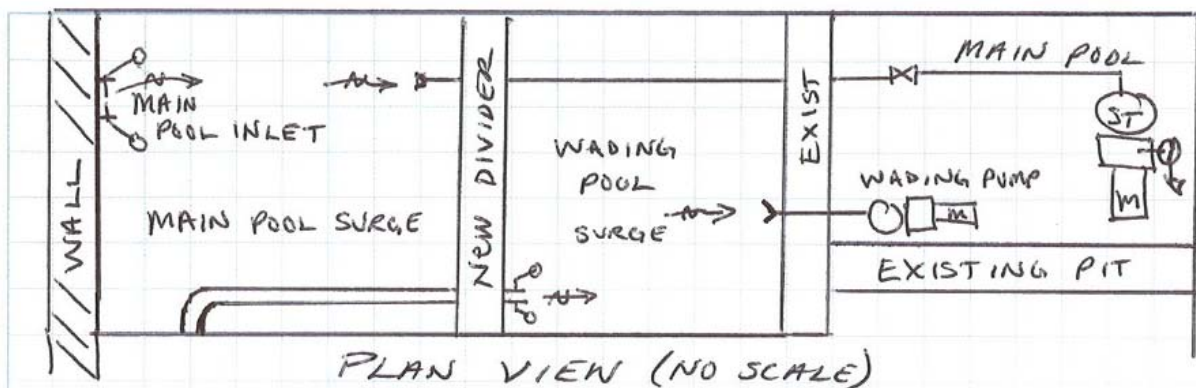 MAIN POOL
MAIN
POOL INLET
ST
WALL
NEW DIVIDER
EXIST
WADING
POOL
SURGE
WADING PUMP
M
M
MAIN POOL SURGE
EXISTING PIT
PLAN VIEW (NO SCALE)